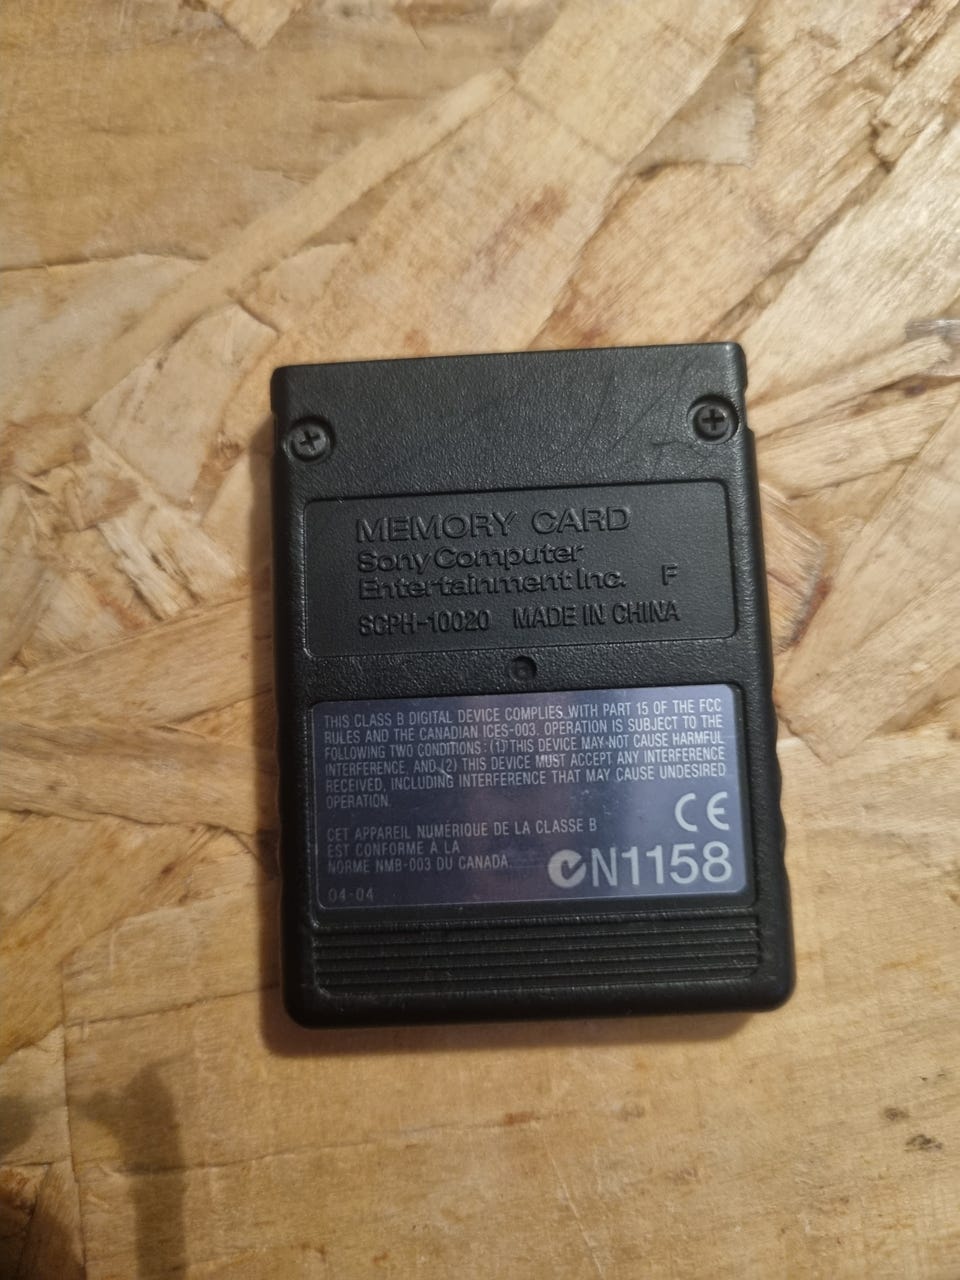 MEMORY CARD
Sony Computer
Entertainment Inc. F
SCPH-10020 MADE IN CHINA
THIS CLASS B DIGITAL DEVICE COMPLIES WITH PART 15 OF THE FCC
RULES AND THE CANADIAN ICES-003. OPERATION IS SUBJECT TO THE
FOLLOWING TWO CONDITIONS: (1) THIS DEVICE MAY NOT CAUSE HARMFUL
INTERFERENCE, AND (2) THIS DEVICE MUST ACCEPT ANY INTERFERENCE
RECEIVED, INCLUDING INTERFERENCE THAT MAY CAUSE UNDESIRED
OPERATION.
CE
CET APPAREIL NUMÉRIQUE DE LA CLASSE B
EST CONFORME À LA
NORME NMB-003 DU CANADA
N1158
04-04